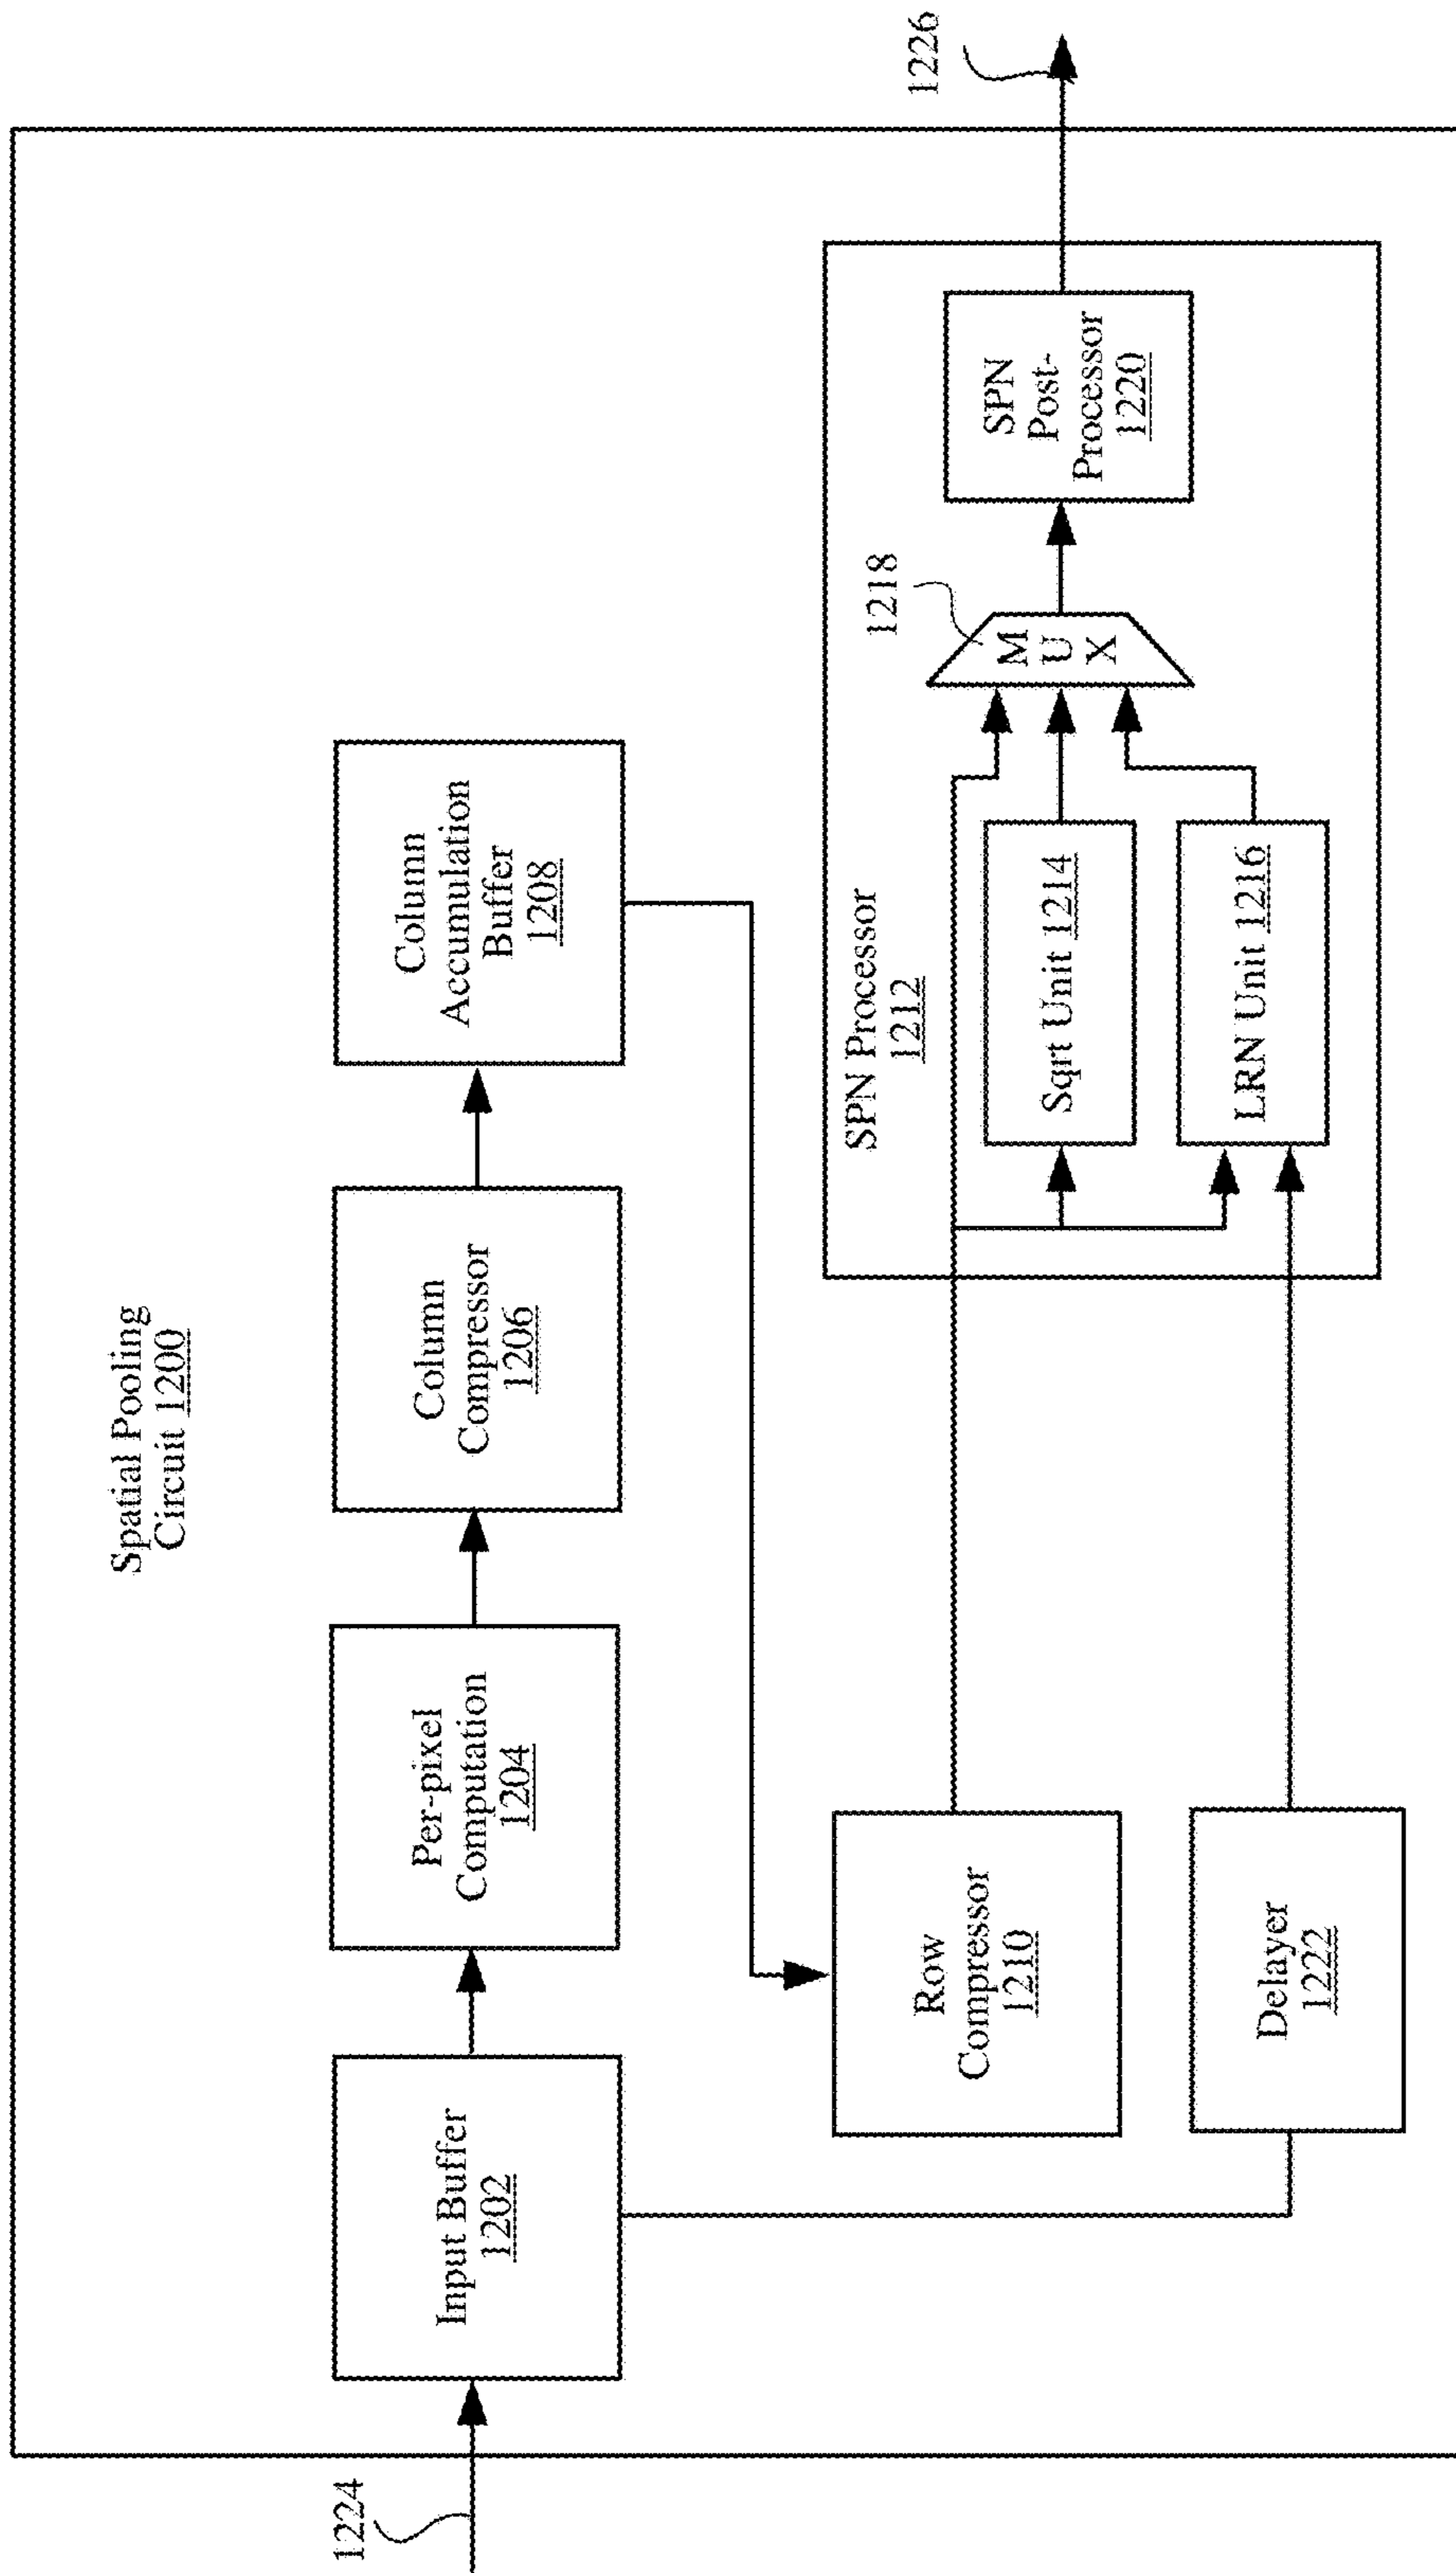 Spatial Pooling
Circuit 1200
1224
Input Buffer
1202
Per-pixel
Computation
1204
Column
Compressor
1206
Column
Accumulation
Buffer
1208
Row
Compressor
1210
Delayer
1222
SPN Processor
1212
Sqrt Unit 1214
LRN Unit 1216
1218
M
U
X
SPN
Post-
Processor
1220
1226